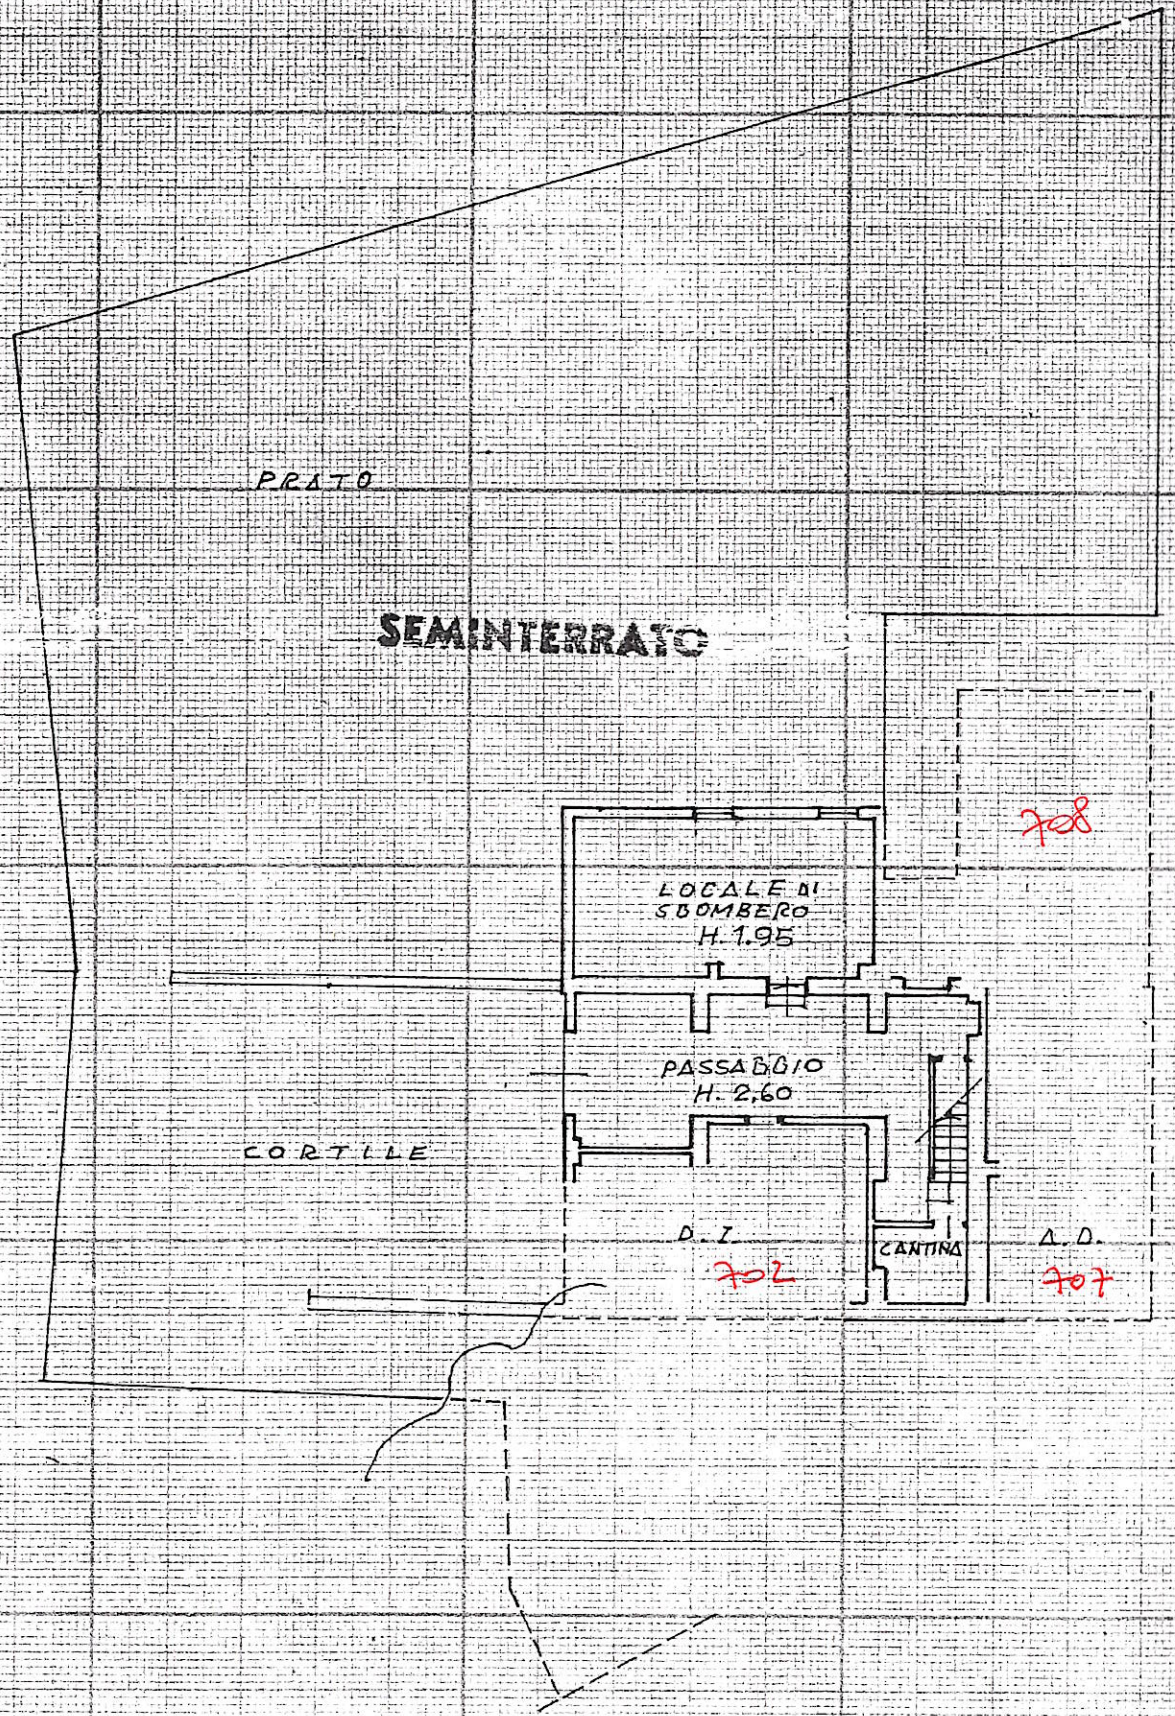 PRATO
SEMINTERRATO
708
LOCALE DI
SBOMBERO
H. 1.95
PASSAGGIO
H. 2,60
CORTILE
D. I.
702
CANTINA
A. D.
707